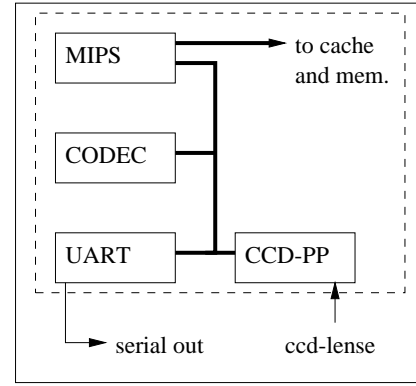 MIPS
to cache
and mem.
CODEC
UART
CCD-PP
serial out
ccd-lense